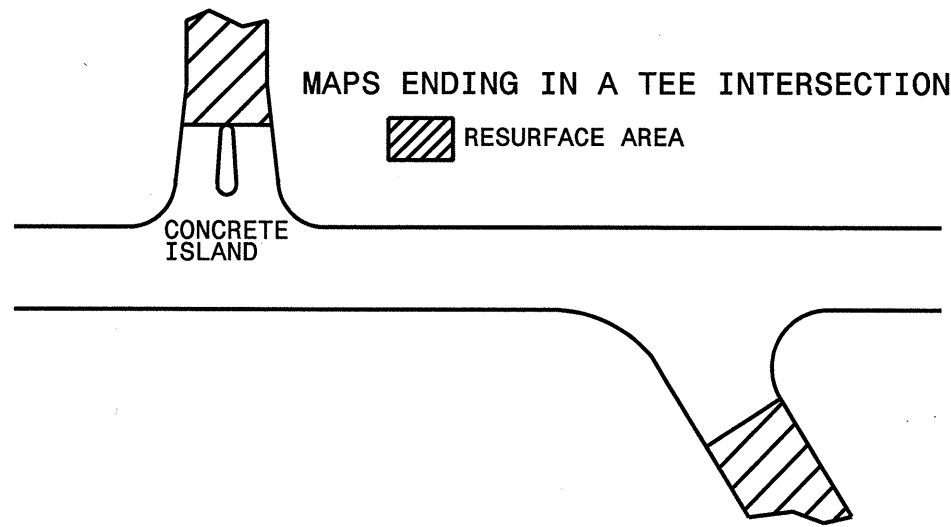 MAPS ENDING IN A TEE INTERSECTION
RESURFACE AREA
CONCRETE
ISLAND